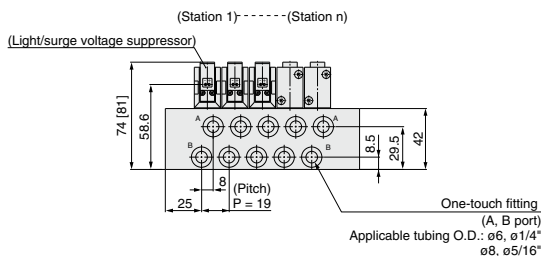 (Station 1)------(Station n)
(Light/surge voltage suppressor)
74 [81]
58.6
A
A
B
B
8.5
29.5
42
8
(Pitch)
25
P = 19
One-touch fitting
(A, B port)
Applicable tubing O.D.: ø6, ø1/4"
ø8, ø5/16"